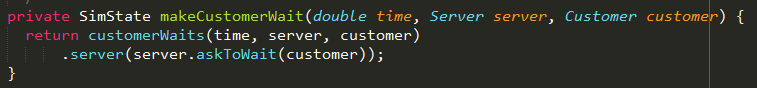 private SimState makeCustomerWait(double time, Server server, Customer customer) {
  return customerWaits(time, server, customer)
      .server(server.askToWait(customer));
}